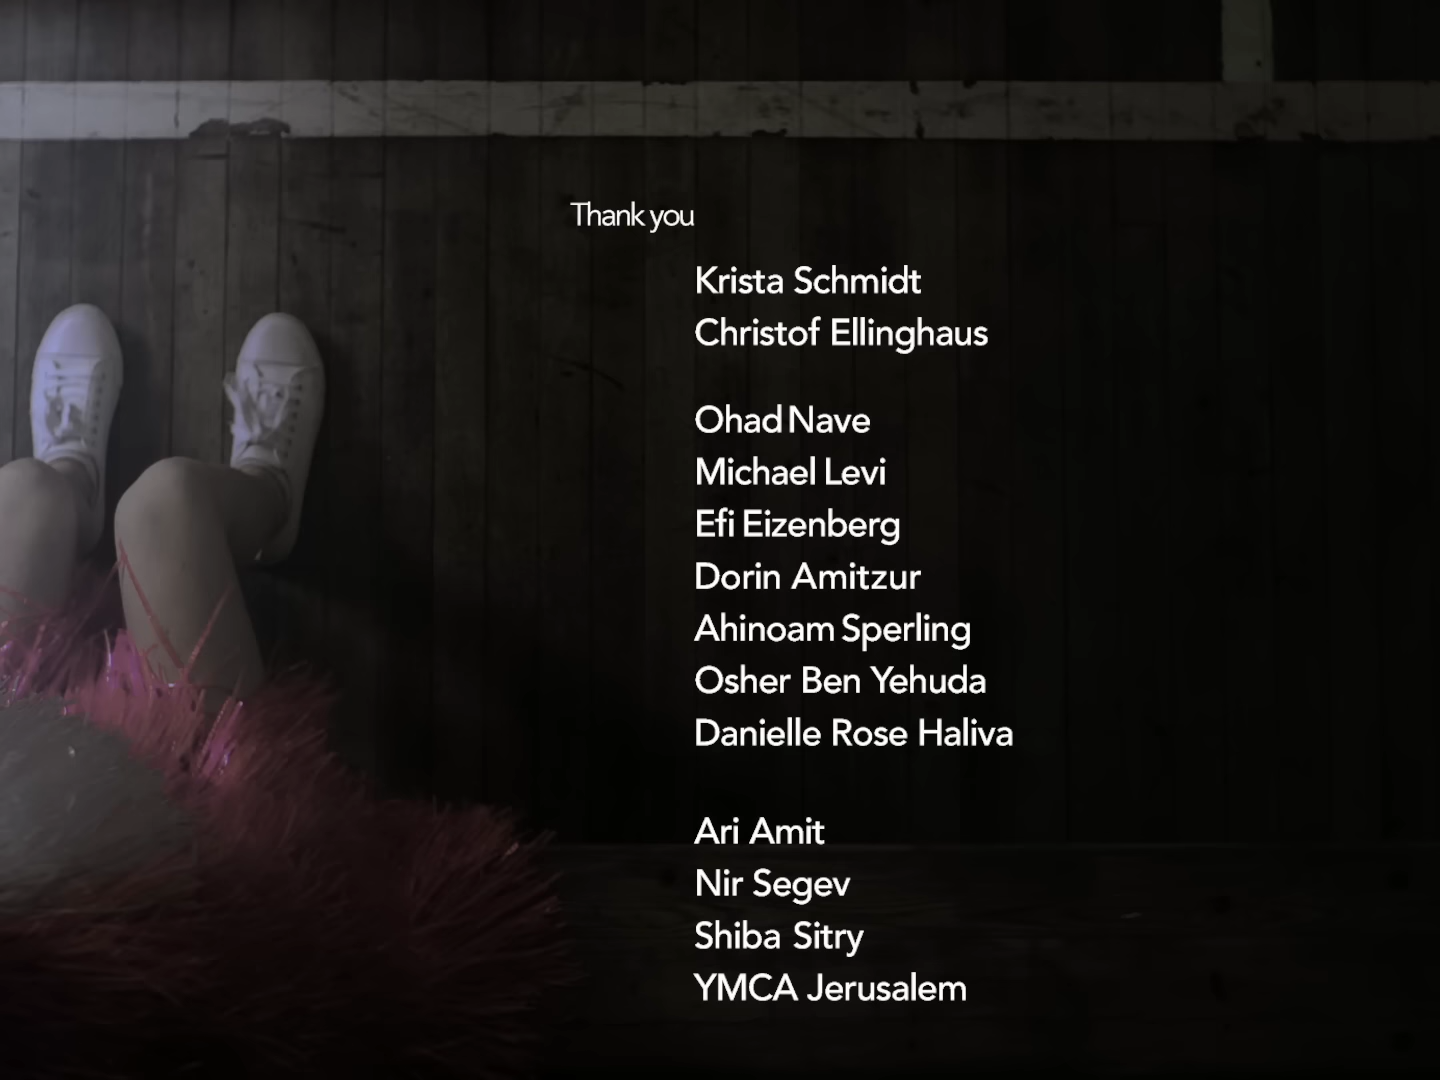 Thank you
Krista Schmidt
Christof Ellinghaus
Ohad Nave
Michael Levi
Efi Eizenberg
Dorin Amitzur
Ahinoam Sperling
Osher Ben Yehuda
Danielle Rose Haliva
Ari Amit
Nir Segev
Shiba Sitry
YMCA Jerusalem